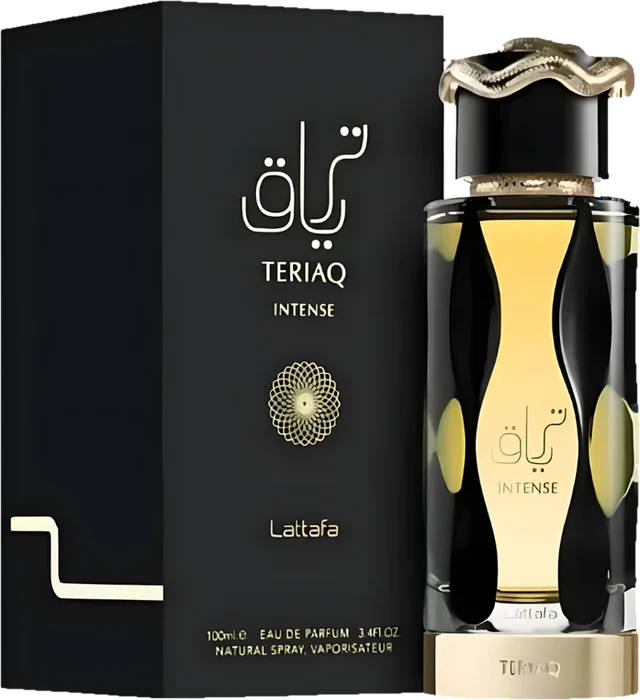 ترياق
TERIAQ
INTENSE
Lattafa
100ml.e EAU DE PARFUM 3.4Fl OZ.
NATURAL SPRAY, VAPORISATEUR
ترياق
INTENSE
Lattafa
TERIAQ